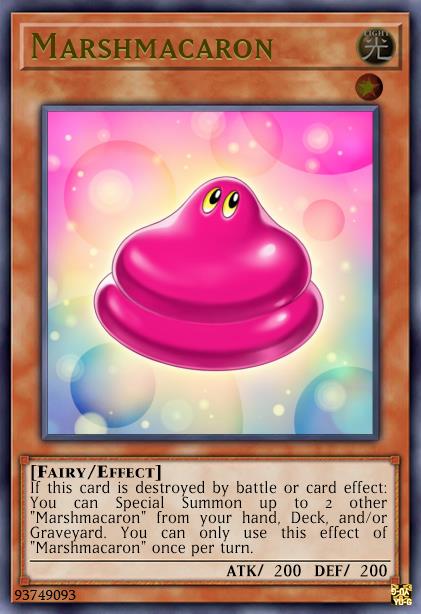 MARSHMACARON
LIGHT
光
[FAIRY/EFFECT]
If this card is destroyed by battle or card effect:
You can Special Summon up to 2 other
"Marshmacaron" from your hand, Deck, and/or
Graveyard. You can only use this effect of
"Marshmacaron" once per turn.
ATK/ 200 DEF/ 200
93749093